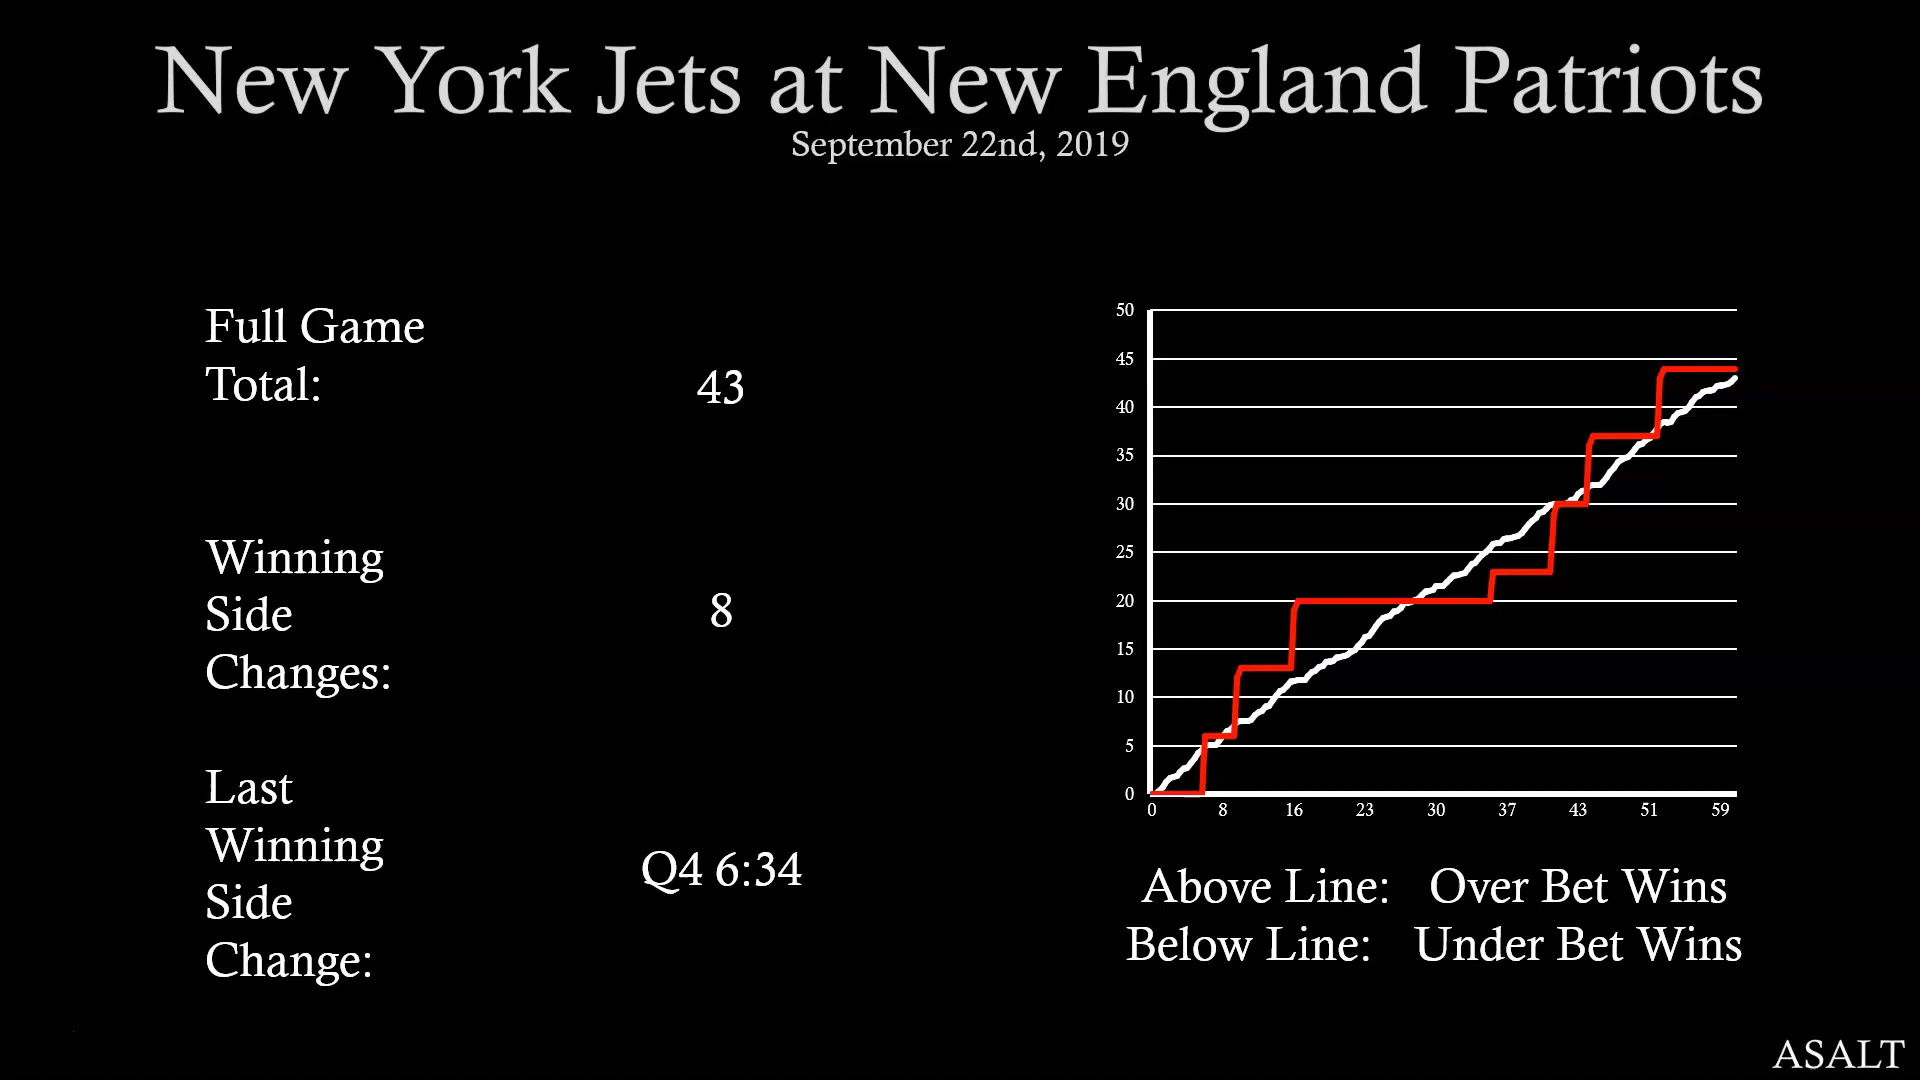 New York Jets at New England Patriots
September 22nd, 2019
Full Game
Total:
43
Winning
Side
Changes:
8
Last
Winning
Side
Change:
Q4 6:34
50
45
40
35
30
25
20
15
10
5
0
0 8 16 23 30 37 43 51 59
Above Line: Over Bet Wins
Below Line: Under Bet Wins
ASALT